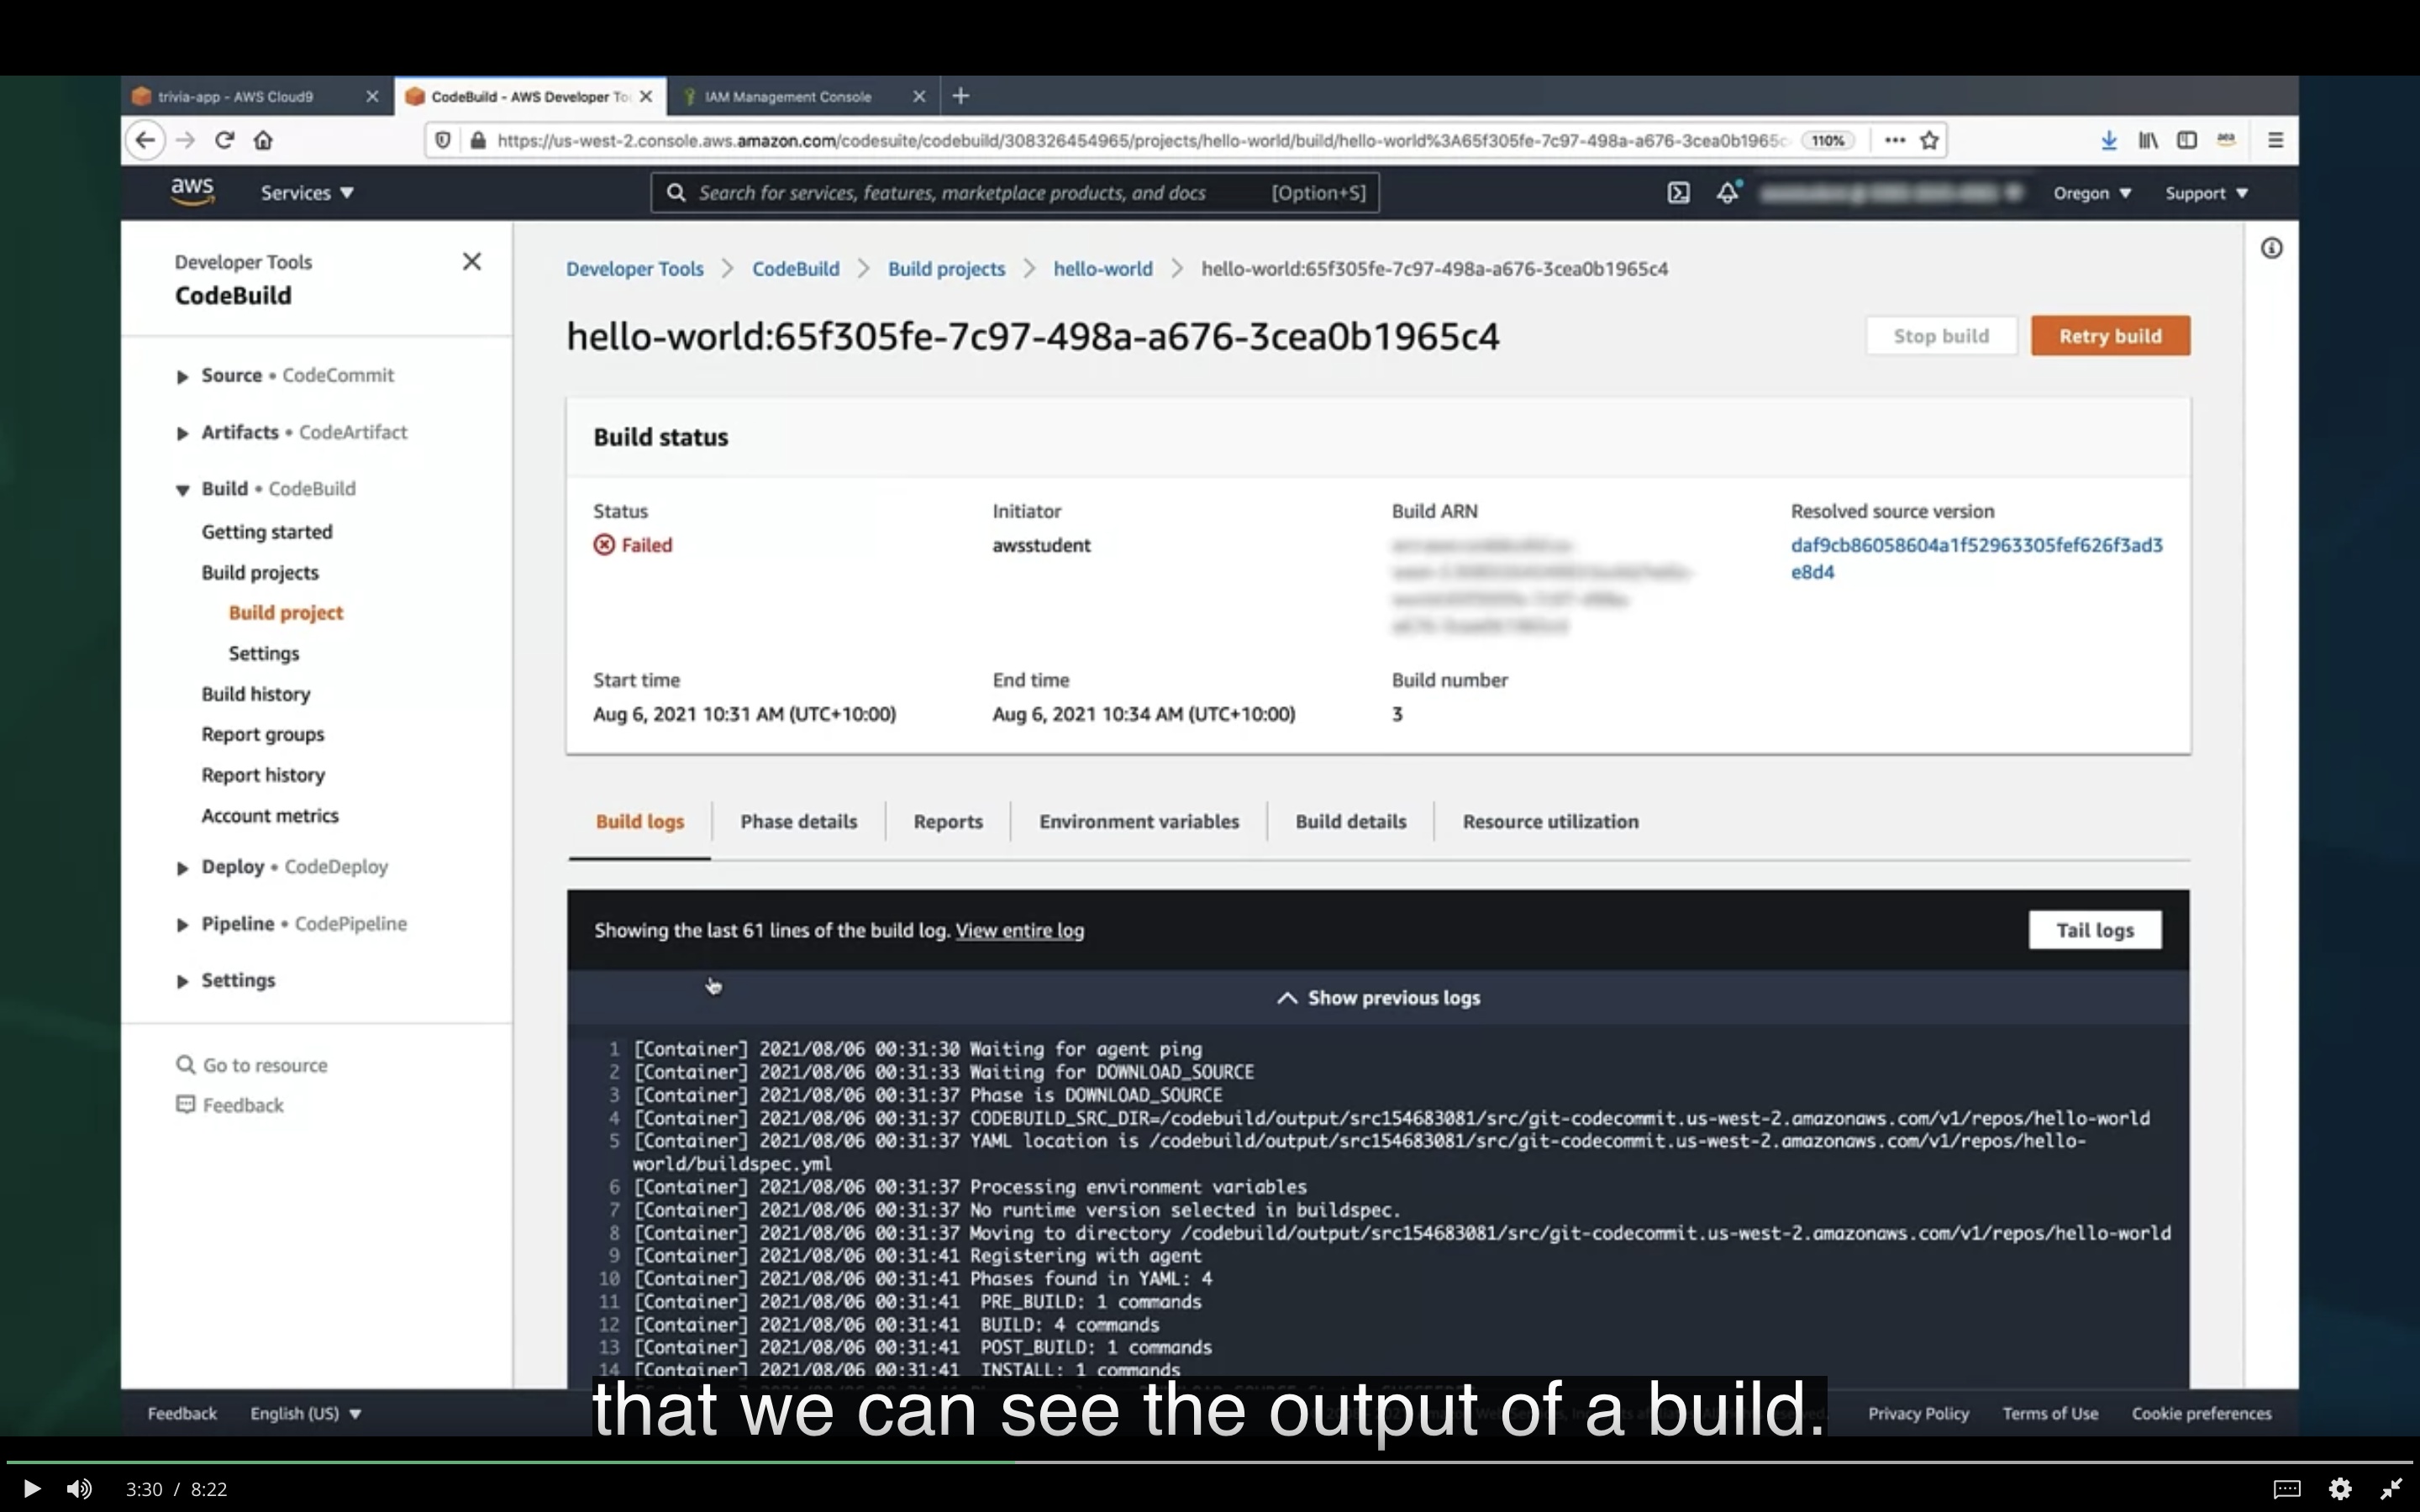 trivia-app - AWS Cloud9
CodeBuild - AWS Developer To
IAM Management Console
https://us-west-2.console.aws.amazon.com/codesuite/codebuild/308326454965/projects/hello-world/build/hello-world%3A65f305fe-7c97-498a-a676-3cea0b1965c 110%
aws Services ▼ Search for services, features, marketplace products, and docs [Option+S] Oregon ▼ Support ▼
Developer Tools
CodeBuild
Source • CodeCommit
Artifacts • CodeArtifact
Build • CodeBuild
Getting started
Build projects
Build project
Settings
Build history
Report groups
Report history
Account metrics
Deploy • CodeDeploy
Pipeline • CodePipeline
Settings
Go to resource
Feedback
Developer Tools > CodeBuild > Build projects > hello-world > hello-world:65f305fe-7c97-498a-a676-3cea0b1965c4
hello-world:65f305fe-7c97-498a-a676-3cea0b1965c4
Stop build
Retry build
Build status
Status
Failed
Initiator
awsstudent
Build ARN
Resolved source version
daf9cb86058604a1f52963305fef626f3ad3
e8d4
Start time
Aug 6, 2021 10:31 AM (UTC+10:00)
End time
Aug 6, 2021 10:34 AM (UTC+10:00)
Build number
3
Build logs
Phase details
Reports
Environment variables
Build details
Resource utilization
Showing the last 61 lines of the build log. View entire log
Tail logs
Show previous logs
1 [Container] 2021/08/06 00:31:30 Waiting for agent ping
2 [Container] 2021/08/06 00:31:33 Waiting for DOWNLOAD_SOURCE
3 [Container] 2021/08/06 00:31:37 Phase is DOWNLOAD_SOURCE
4 [Container] 2021/08/06 00:31:37 CODEBUILD_SRC_DIR=/codebuild/output/src154683081/src/git-codecommit.us-west-2.amazonaws.com/v1/repos/hello-world
5 [Container] 2021/08/06 00:31:37 YAML location is /codebuild/output/src154683081/src/git-codecommit.us-west-2.amazonaws.com/v1/repos/hello-
world/buildspec.yml
6 [Container] 2021/08/06 00:31:37 Processing environment variables
7 [Container] 2021/08/06 00:31:37 No runtime version selected in buildspec.
8 [Container] 2021/08/06 00:31:37 Moving to directory /codebuild/output/src154683081/src/git-codecommit.us-west-2.amazonaws.com/v1/repos/hello-world
9 [Container] 2021/08/06 00:31:41 Registering with agent
10 [Container] 2021/08/06 00:31:41 Phases found in YAML: 4
11 [Container] 2021/08/06 00:31:41 PRE_BUILD: 1 commands
12 [Container] 2021/08/06 00:31:41 BUILD: 4 commands
13 [Container] 2021/08/06 00:31:41 POST_BUILD: 1 commands
14 [Container] 2021/08/06 00:31:41 INSTALL: 1 commands
that we can see the output of a build.
Feedback English (US) ▼ Privacy Policy Terms of Use Cookie preferences
3:30 / 8:22